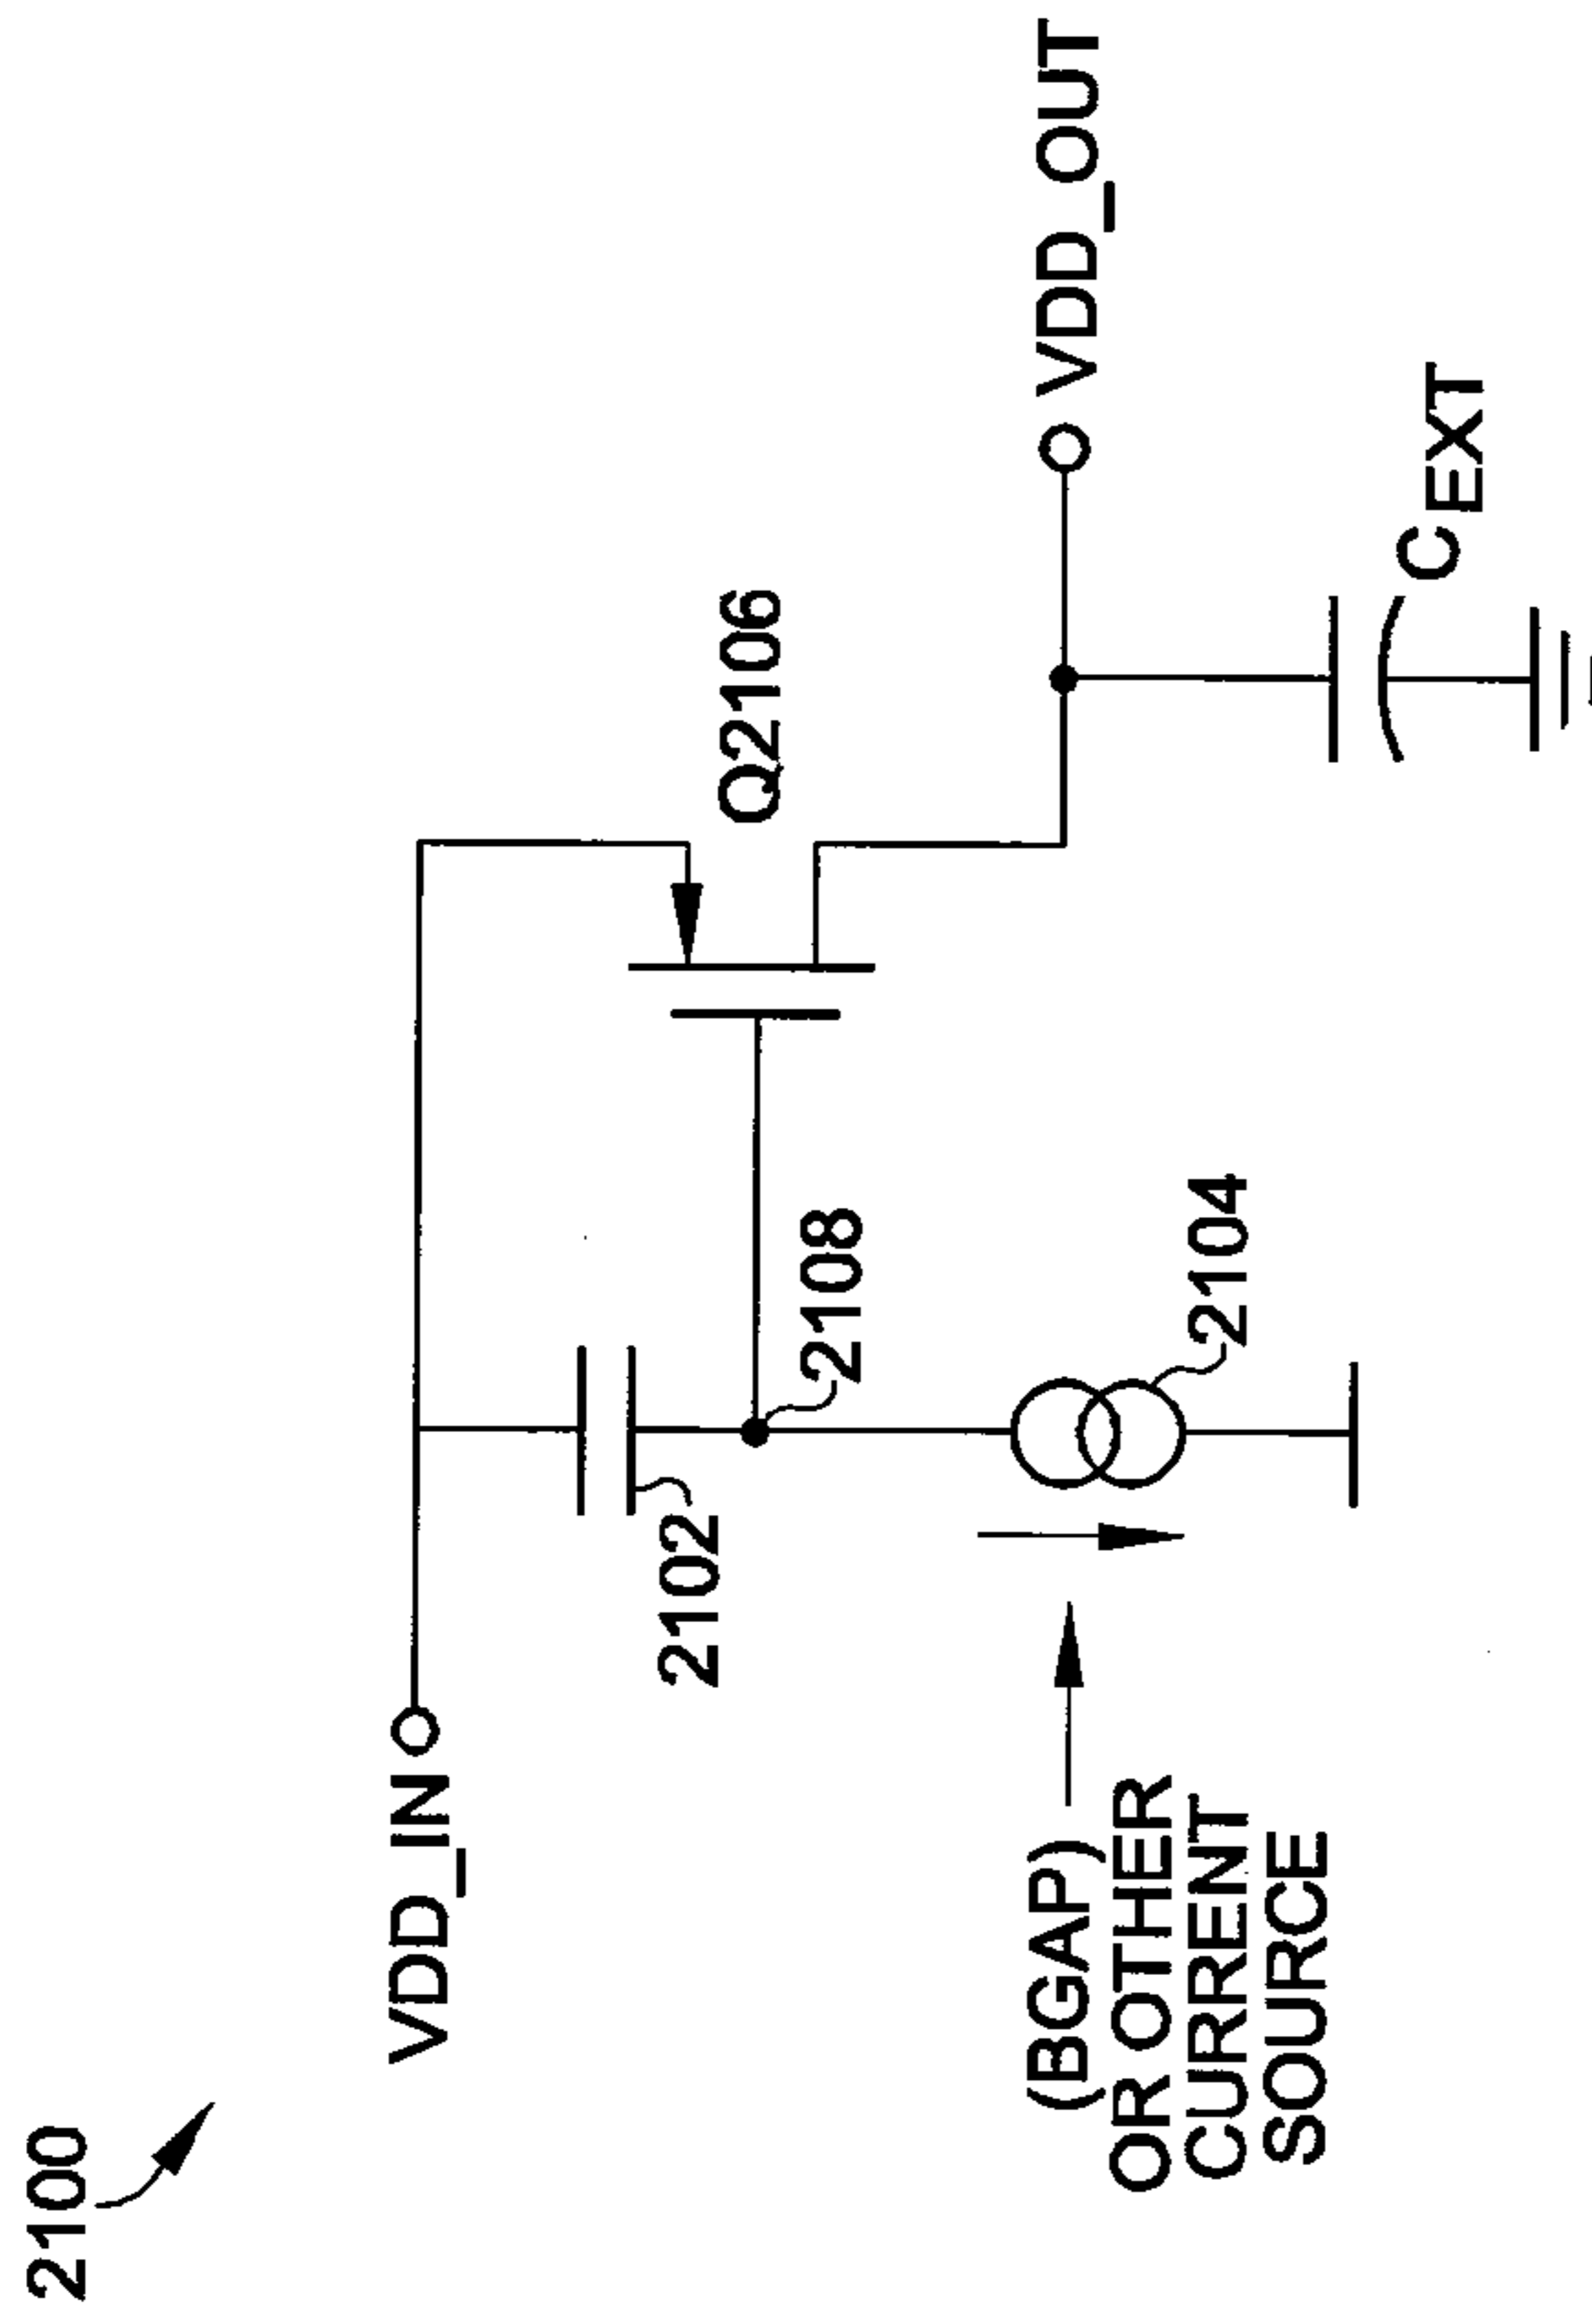 2100
VDD_IN
2102
2108
Q2106
VDD_OUT
(BGAP)
OR OTHER
CURRENT
SOURCE
2104
CEXT